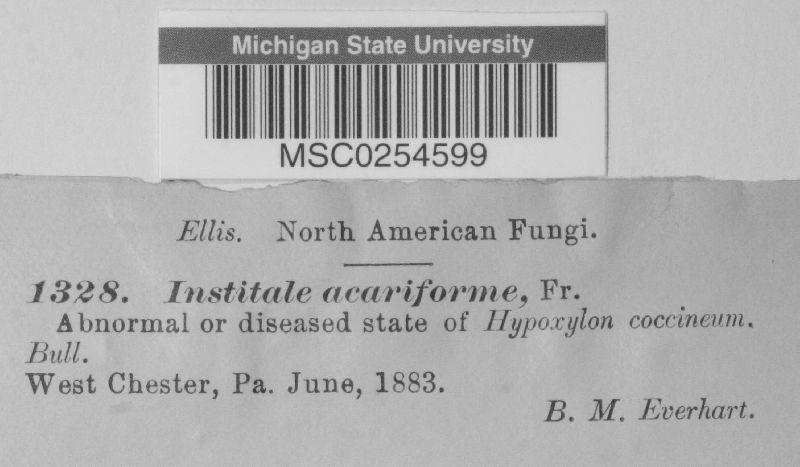 Michigan State University
MSC0254599
Ellis. North American Fungi.
1328. Institale acariforme, Fr.
Abnormal or diseased state of Hypoxylon coccineum.
Bull.
West Chester, Pa. June, 1883.
B. M. Everhart.